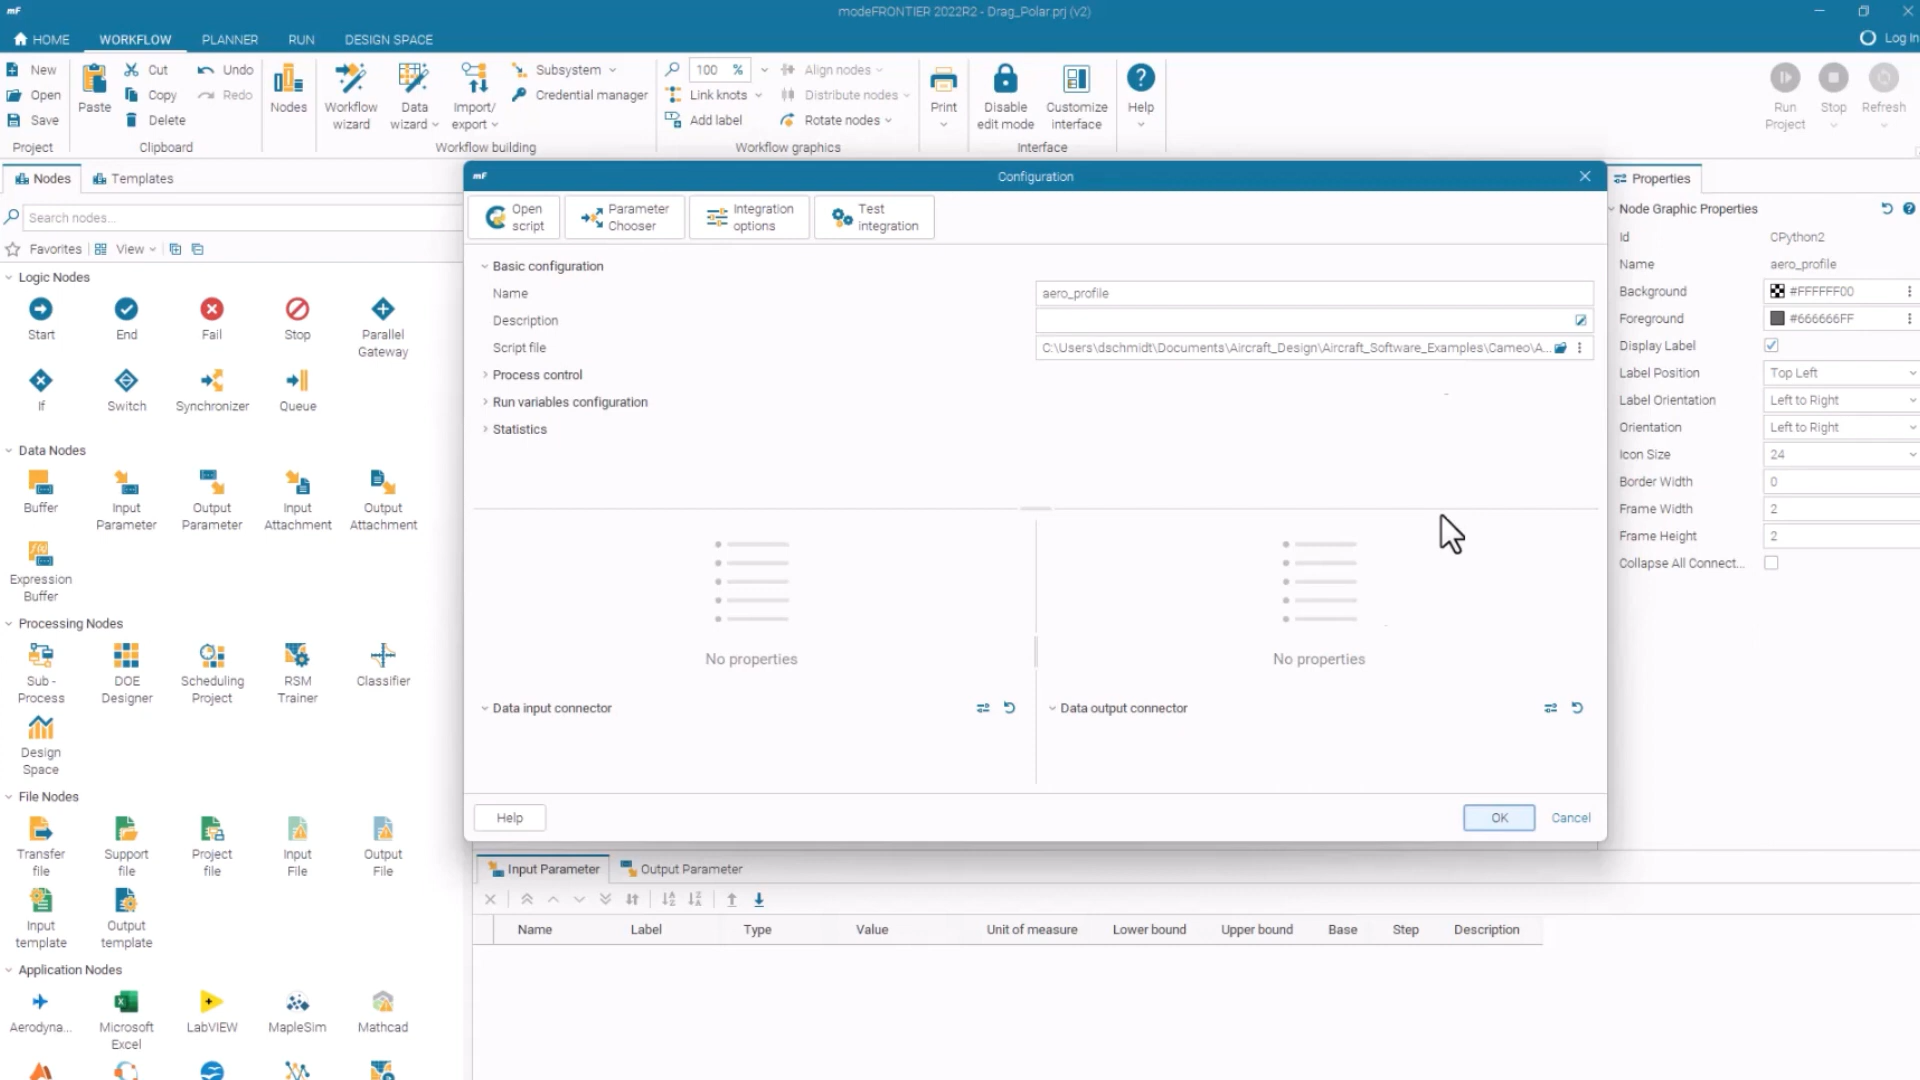 mF
modeFRONTIER 2022R2 - Drag_Polar.prj (v2)
HOME
WORKFLOW
PLANNER
RUN
DESIGN SPACE
Log In
New
Open
Save
Project
Paste
Cut
Copy
Delete
Clipboard
Undo
Redo
Nodes
Workflow
wizard
Data
wizard
Import/
export
Subsystem
Credential manager
Workflow building
100 %
Link knots
Add label
Align nodes
Distribute nodes
Rotate nodes
Workflow graphics
Print
Disable
edit mode
Customize
interface
Interface
Help
Run
Project
Stop
Refresh
Nodes
Templates
Search nodes...
Favorites
View
Logic Nodes
Start
End
Fail
Stop
Parallel
Gateway
If
Switch
Synchronizer
Queue
Data Nodes
Buffer
Input
Parameter
Output
Parameter
Input
Attachment
Output
Attachment
Expression
Buffer
Processing Nodes
Sub -
Process
DOE
Designer
Scheduling
Project
RSM
Trainer
Classifier
Design
Space
File Nodes
Transfer
file
Support
file
Project
file
Input
File
Output
File
Input
template
Output
template
Application Nodes
Aerodyna...
Microsoft
Excel
LabVIEW
MapleSim
Mathcad
mF
Configuration
Open
script
Parameter
Chooser
Integration
options
Test
integration
Basic configuration
Name
aero_profile
Description
Script file
C:\Users\dschmidt\Documents\Aircraft_Design\Aircraft_Software_Examples\Cameo\A...
Process control
Run variables configuration
Statistics
No properties
No properties
Data input connector
Data output connector
Help
OK
Cancel
Input Parameter
Output Parameter
Name
Label
Type
Value
Unit of measure
Lower bound
Upper bound
Base
Step
Description
Properties
Node Graphic Properties
Id
CPython2
Name
aero_profile
Background
#FFFFFF00
Foreground
#666666FF
Display Label
Label Position
Top Left
Label Orientation
Left to Right
Orientation
Left to Right
Icon Size
24
Border Width
0
Frame Width
2
Frame Height
2
Collapse All Connect...